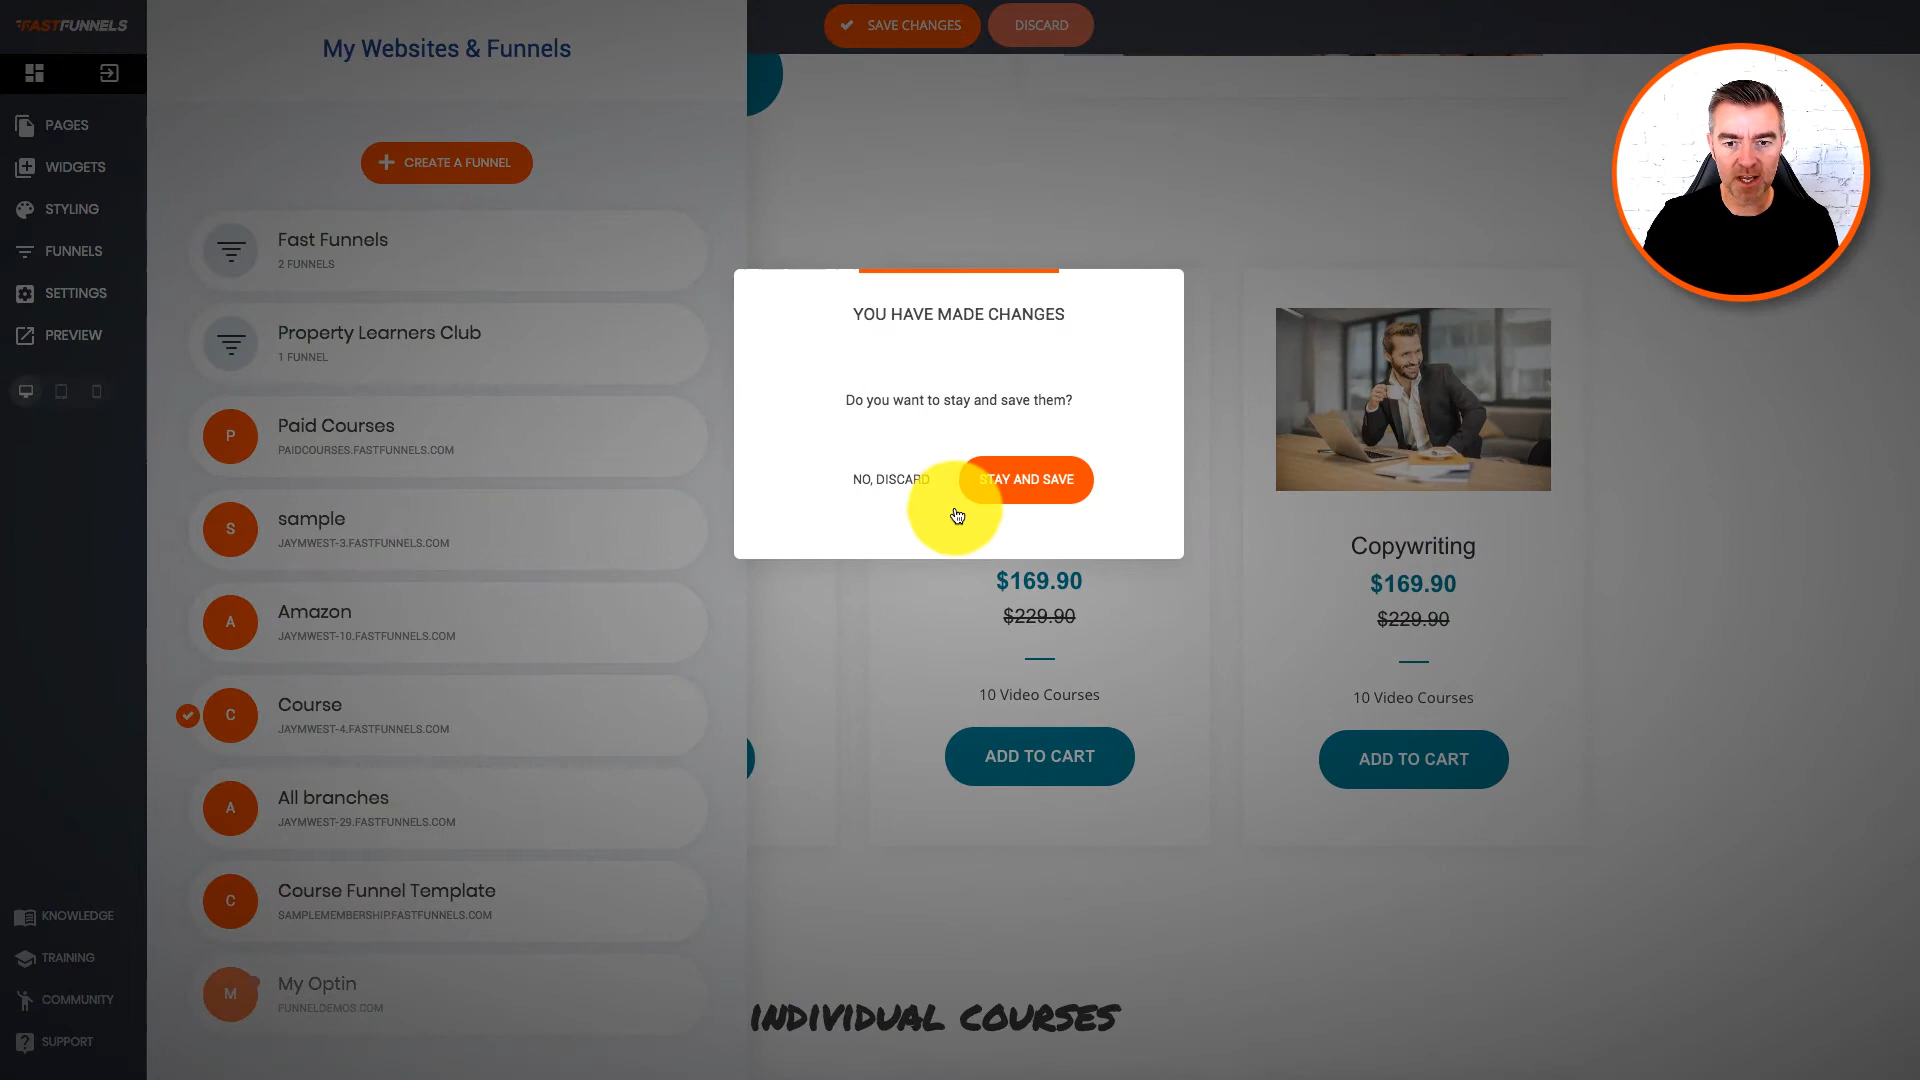 FASTFUNNELS
PAGES
WIDGETS
STYLING
FUNNELS
SETTINGS
PREVIEW
KNOWLEDGE
TRAINING
COMMUNITY
SUPPORT
My Websites & Funnels
CREATE A FUNNEL
Fast Funnels
2 FUNNELS
Property Learners Club
1 FUNNEL
P
Paid Courses
PAIDCOURSES.FASTFUNNELS.COM
S
sample
JAYMWEST-3.FASTFUNNELS.COM
A
Amazon
JAYMWEST-10.FASTFUNNELS.COM
C
Course
JAYMWEST-4.FASTFUNNELS.COM
A
All branches
JAYMWEST-29.FASTFUNNELS.COM
C
Course Funnel Template
SAMPLEMEMBERSHIP.FASTFUNNELS.COM
M
My Optin
FUNNELDEMOS.COM
SAVE CHANGES
DISCARD
YOU HAVE MADE CHANGES
Do you want to stay and save them?
NO, DISCARD
STAY AND SAVE
$169.90
$229.90
10 Video Courses
ADD TO CART
Copywriting
$169.90
$229.90
10 Video Courses
ADD TO CART
INDIVIDUAL COURSES